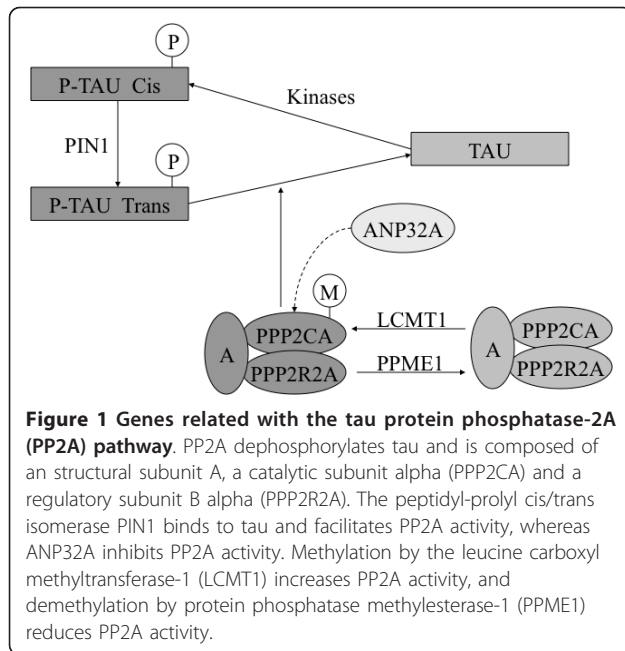 P
P-TAU Cis
Kinases
PIN1
P
TAU
P-TAU Trans
ANP32A
M
PPP2CA
LCMT1
PPP2CA
A
A
PPP2R2A
PPME1
PPP2R2A
Figure 1 Genes related with the tau protein phosphatase-2A
(PP2A) pathway. PP2A dephosphorylates tau and is composed of
an structural subunit A, a catalytic subunit alpha (PPP2CA) and a
regulatory subunit B alpha (PPP2R2A). The peptidyl-prolyl cis/trans
isomerase PIN1 binds to tau and facilitates PP2A activity, whereas
ANP32A inhibits PP2A activity. Methylation by the leucine carboxyl
methyltransferase-1 (LCMT1) increases PP2A activity, and
demethylation by protein phosphatase methylesterase-1 (PPME1)
reduces PP2A activity.